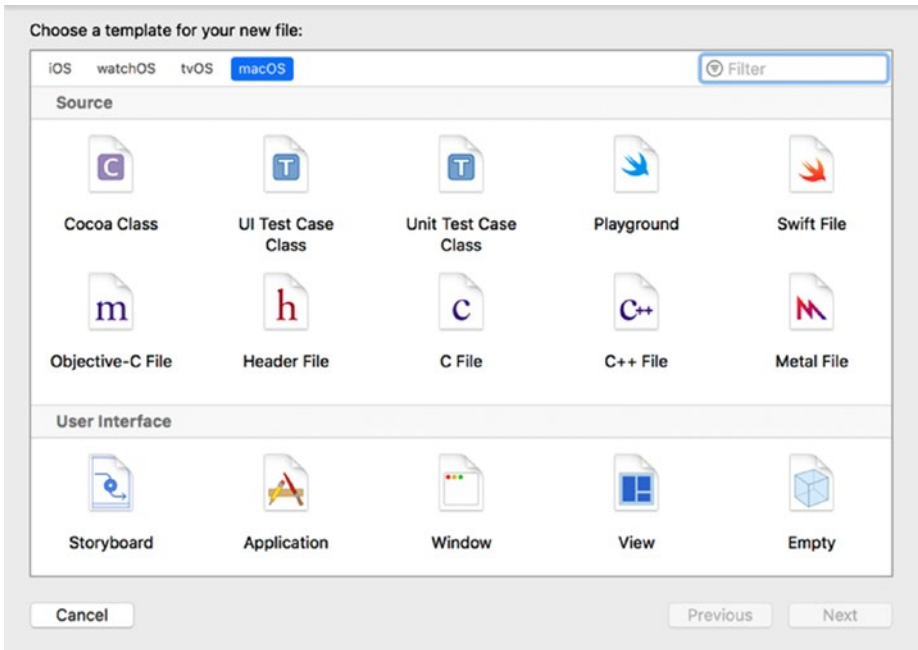 Choose a template for your new file:
iOS watchOS tvOS macOS Filter
Source
C T T
Cocoa Class UI Test Case Class Unit Test Case Class Playground Swift File
m h c C++
Objective-C File Header File C File C++ File Metal File
User Interface
Storyboard Application Window View Empty
Cancel Previous Next